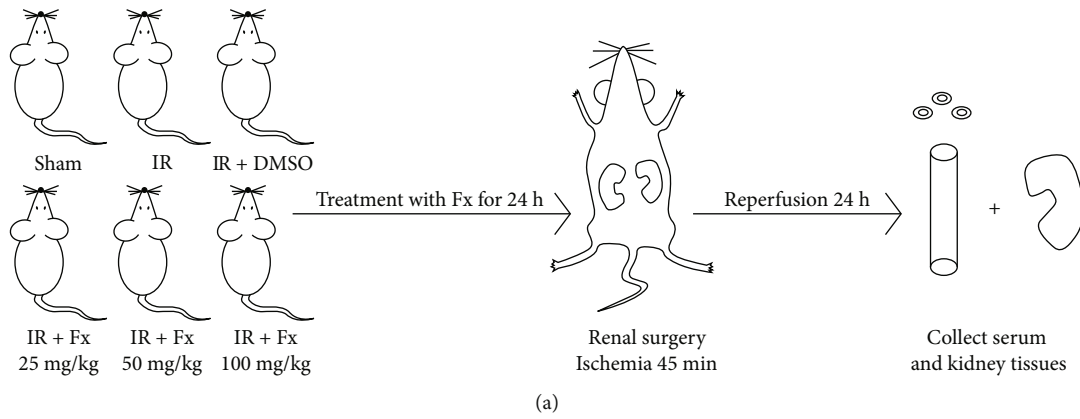 Sham
IR
IR + DMSO
IR + Fx
25 mg/kg
IR + Fx
50 mg/kg
IR + Fx
100 mg/kg
Treatment with Fx for 24 h
Renal surgery
Ischemia 45 min
Reperfusion 24 h
+
Collect serum
and kidney tissues
(a)